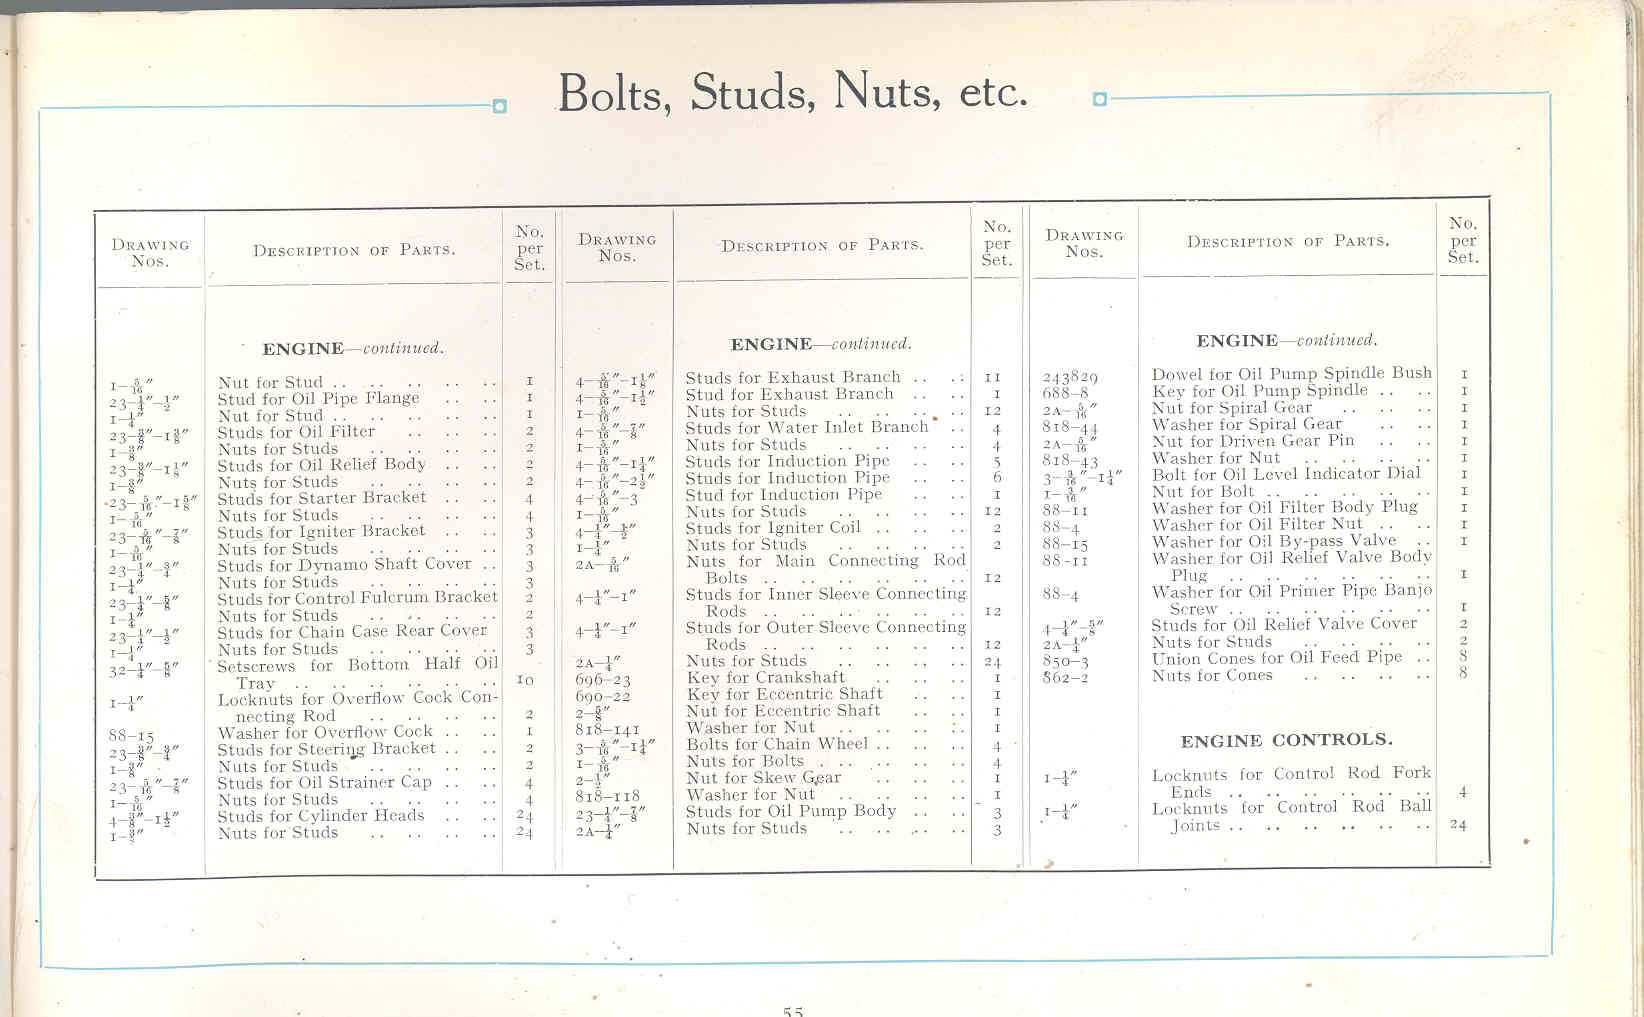 Bolts, Studs, Nuts, etc.
DRAWING NOS.
DESCRIPTION OF PARTS.
No. per Set.
ENGINE—continued.
1–5/16″ Nut for Stud .. .. .. .. .. 1
23–1/4″–1/2″ Stud for Oil Pipe Flange .. .. 1
1–1/4″ Nut for Stud .. .. .. .. .. 1
23–3/8″–1 3/8″ Studs for Oil Filter .. .. .. 2
1–3/8″ Nuts for Studs .. .. .. .. 2
23–3/8″–1 1/8″ Studs for Oil Relief Body .. .. 2
1–3/8″ Nuts for Studs .. .. .. .. 2
23–5/16″–1 5/8″ Studs for Starter Bracket .. .. 4
1–5/16″ Nuts for Studs .. .. .. .. 4
23–5/16″–7/8″ Studs for Igniter Bracket .. .. 3
1–5/16″ Nuts for Studs .. .. .. .. 3
23–1/4″–3/4″ Studs for Dynamo Shaft Cover .. 3
1–1/4″ Nuts for Studs .. .. .. .. 3
23–1/4″–5/8″ Studs for Control Fulcrum Bracket 2
1–1/4″ Nuts for Studs .. .. .. .. 2
23–1/4″–1/2″ Studs for Chain Case Rear Cover 3
1–1/4″ Nuts for Studs .. .. .. .. 3
32–1/4″–5/8″ Setscrews for Bottom Half Oil
Tray .. .. .. .. .. .. 10
1–1/4″ Locknuts for Overflow Cock Con-
necting Rod .. .. .. .. 2
88–15 Washer for Overflow Cock .. .. 1
23–3/8″–3/4″ Studs for Steering Bracket .. .. 2
1–3/8″ Nuts for Studs .. .. .. .. 2
23–5/16″–7/8″ Studs for Oil Strainer Cap .. .. 4
1–5/16″ Nuts for Studs .. .. .. .. 4
4–3/8″–1 1/2″ Studs for Cylinder Heads .. .. 24
1–3/8″ Nuts for Studs .. .. .. .. 24
DRAWING NOS.
DESCRIPTION OF PARTS.
No. per Set.
ENGINE—continued.
4–5/16″–1 1/8″ Studs for Exhaust Branch .. .. 11
4–5/16″–1 1/2″ Stud for Exhaust Branch .. .. 1
1–5/16″ Nuts for Studs .. .. .. .. 12
4–5/16″–7/8″ Studs for Water Inlet Branch .. 4
1–5/16″ Nuts for Studs .. .. .. .. 4
4–5/16″–1 1/4″ Studs for Induction Pipe .. .. 5
4–5/16″–2 1/2″ Studs for Induction Pipe .. .. 6
4–5/16″–3 Stud for Induction Pipe .. .. 1
1–5/16″ Nuts for Studs .. .. .. .. 12
4–1/4″–1/2″ Studs for Igniter Coil .. .. .. 2
1–1/4″ Nuts for Studs .. .. .. .. 2
2A–5/16″ Nuts for Main Connecting Rod
Bolts .. .. .. .. .. .. 12
4–1/4″–1″ Studs for Inner Sleeve Connecting
Rods .. .. .. .. .. .. 12
4–1/4″–1″ Studs for Outer Sleeve Connecting
Rods .. .. .. .. .. .. 12
2A–1/4″ Nuts for Studs .. .. .. .. 24
696–23 Key for Crankshaft .. .. .. 1
690–22 Key for Eccentric Shaft .. .. 1
2–5/8″ Nut for Eccentric Shaft .. .. 1
818–141 Washer for Nut .. .. .. .. 1
3–5/16″–1 1/4″ Bolts for Chain Wheel .. .. .. 4
1–5/16″ Nuts for Bolts .. .. .. .. 4
2–1/2″ Nut for Skew Gear .. .. .. 1
818–118 Washer for Nut .. .. .. .. 1
23–1/4″–7/8″ Studs for Oil Pump Body .. .. 3
2A–1/4″ Nuts for Studs .. .. .. .. 3
DRAWING NOS.
DESCRIPTION OF PARTS.
No. per Set.
ENGINE—continued.
243829 Dowel for Oil Pump Spindle Bush 1
688–8 Key for Oil Pump Spindle .. .. 1
2A–5/16″ Nut for Spiral Gear .. .. .. 1
818–44 Washer for Spiral Gear .. .. 1
2A–5/16″ Nut for Driven Gear Pin .. .. 1
818–43 Washer for Nut .. .. .. .. 1
3–3/16″–1 1/4″ Bolt for Oil Level Indicator Dial 1
1–3/16″ Nut for Bolt .. .. .. .. .. 1
88–11 Washer for Oil Filter Body Plug 1
88–4 Washer for Oil Filter Nut .. .. 1
88–15 Washer for Oil By-pass Valve .. 1
88–11 Washer for Oil Relief Valve Body
Plug .. .. .. .. .. .. 1
88–4 Washer for Oil Primer Pipe Banjo
Screw .. .. .. .. .. .. 1
4–1/4″–5/8″ Studs for Oil Relief Valve Cover 2
2A–1/4″ Nuts for Studs .. .. .. .. 2
850–3 Union Cones for Oil Feed Pipe .. 8
862–2 Nuts for Cones .. .. .. .. 8
ENGINE CONTROLS.
1–1/4″ Locknuts for Control Rod Fork
Ends .. .. .. .. .. .. 4
1–1/4″ Locknuts for Control Rod Ball
Joints .. .. .. .. .. .. 24
55